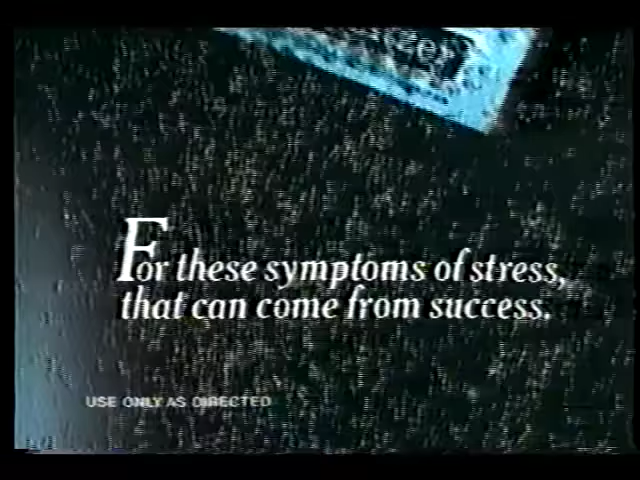 For these symptoms of stress,
that can come from success.
USE ONLY AS DIRECTED